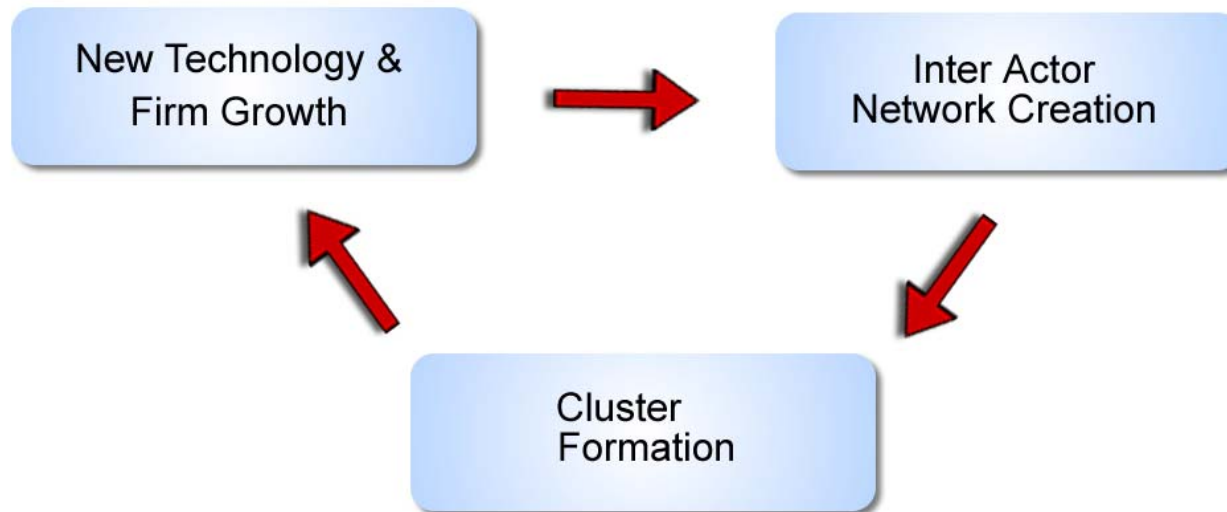 New Technology &
Firm Growth
Inter Actor
Network Creation
Cluster
Formation